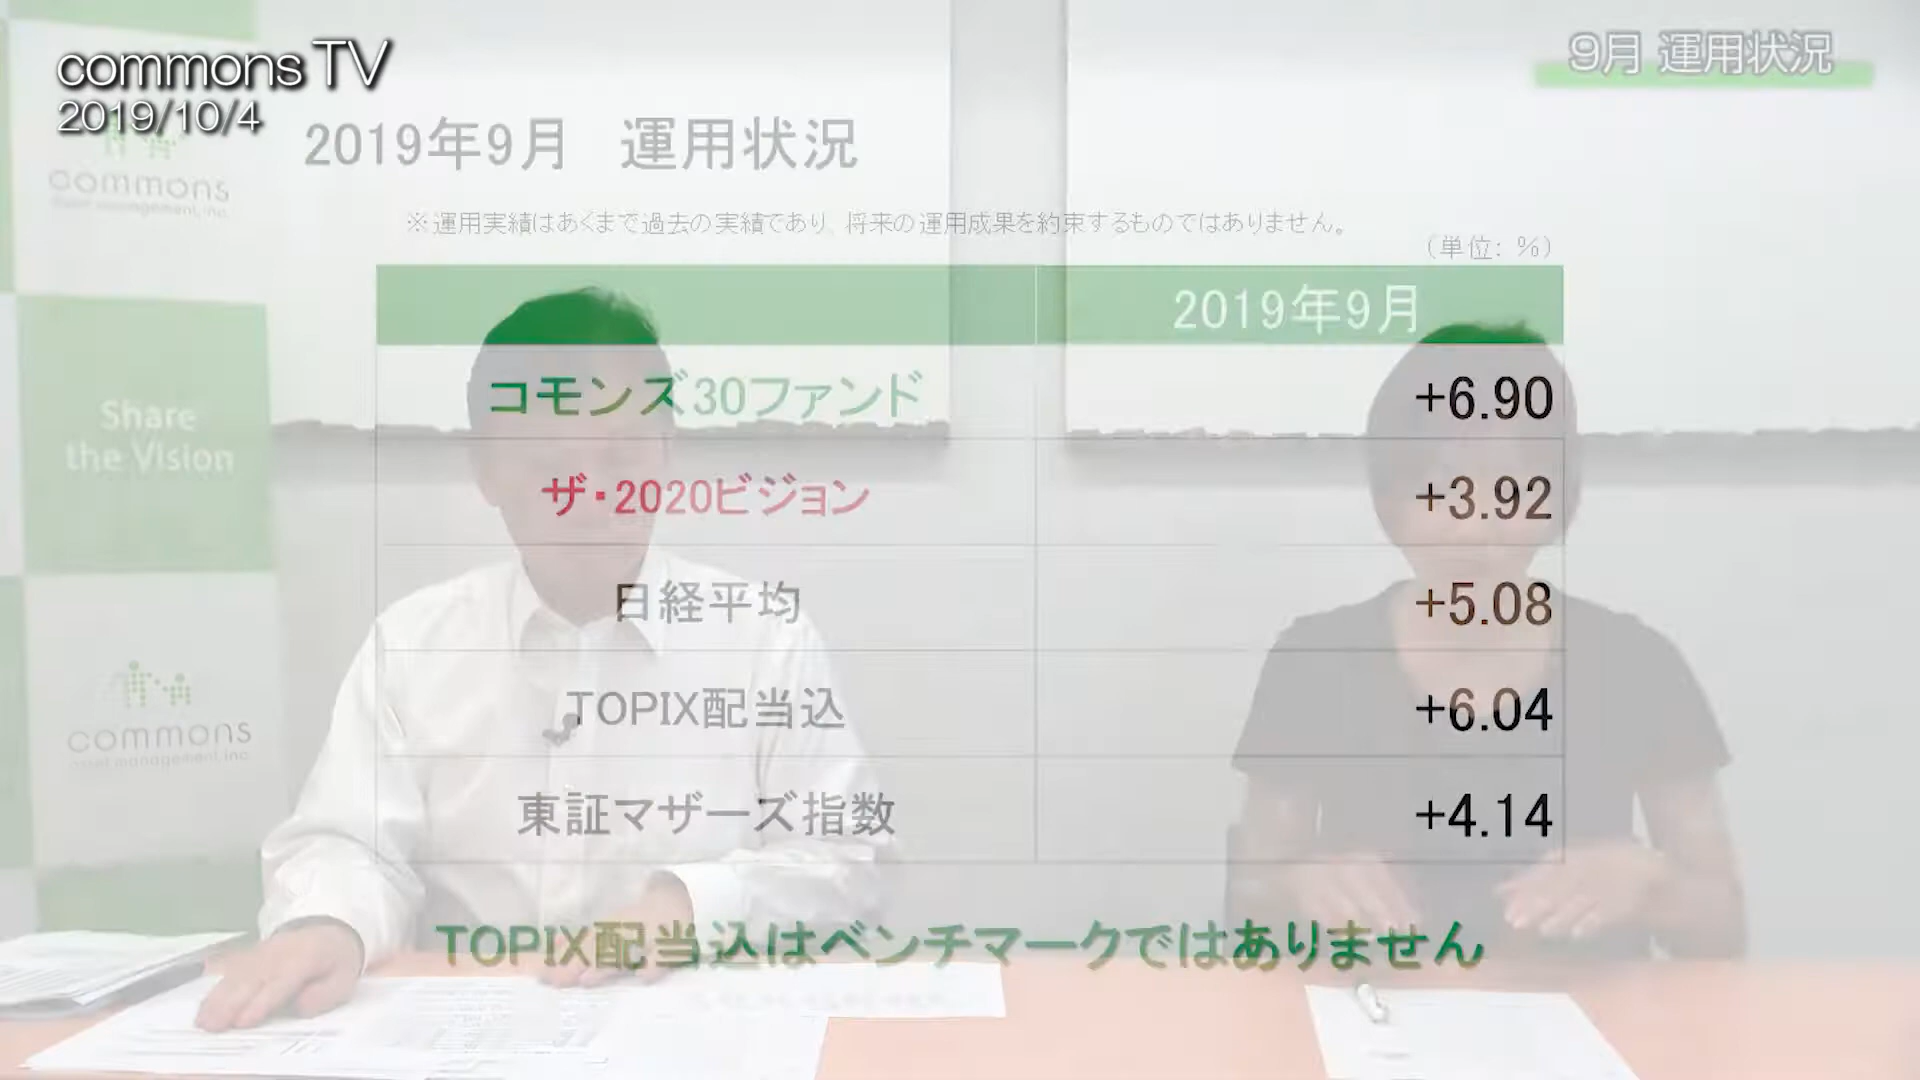 commons TV
2019/10/4
9月 運用状況
2019年9月 運用状況
commons
asset management, inc.
※運用実績はあくまで過去の実績であり、将来の運用成果を約束するものではありません。
(単位: %)
2019年9月
コモンズ30ファンド +6.90
ザ・2020ビジョン +3.92
日経平均 +5.08
TOPIX配当込 +6.04
東証マザーズ指数 +4.14
Share
the Vision
commons
asset management, inc.
TOPIX配当込はベンチマークではありません